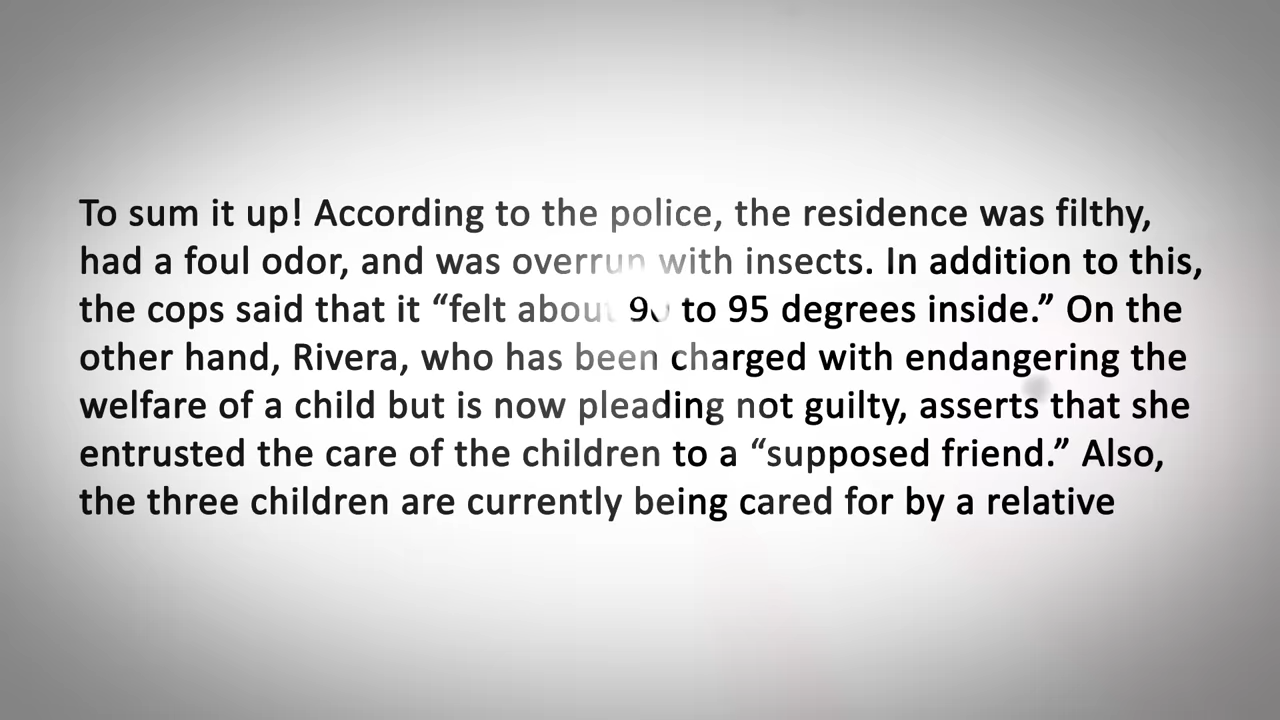 To sum it up! According to the police, the residence was filthy,
had a foul odor, and was overrun with insects. In addition to this,
the cops said that it “felt about 90 to 95 degrees inside.” On the
other hand, Rivera, who has been charged with endangering the
welfare of a child but is now pleading not guilty, asserts that she
entrusted the care of the children to a “supposed friend.” Also,
the three children are currently being cared for by a relative